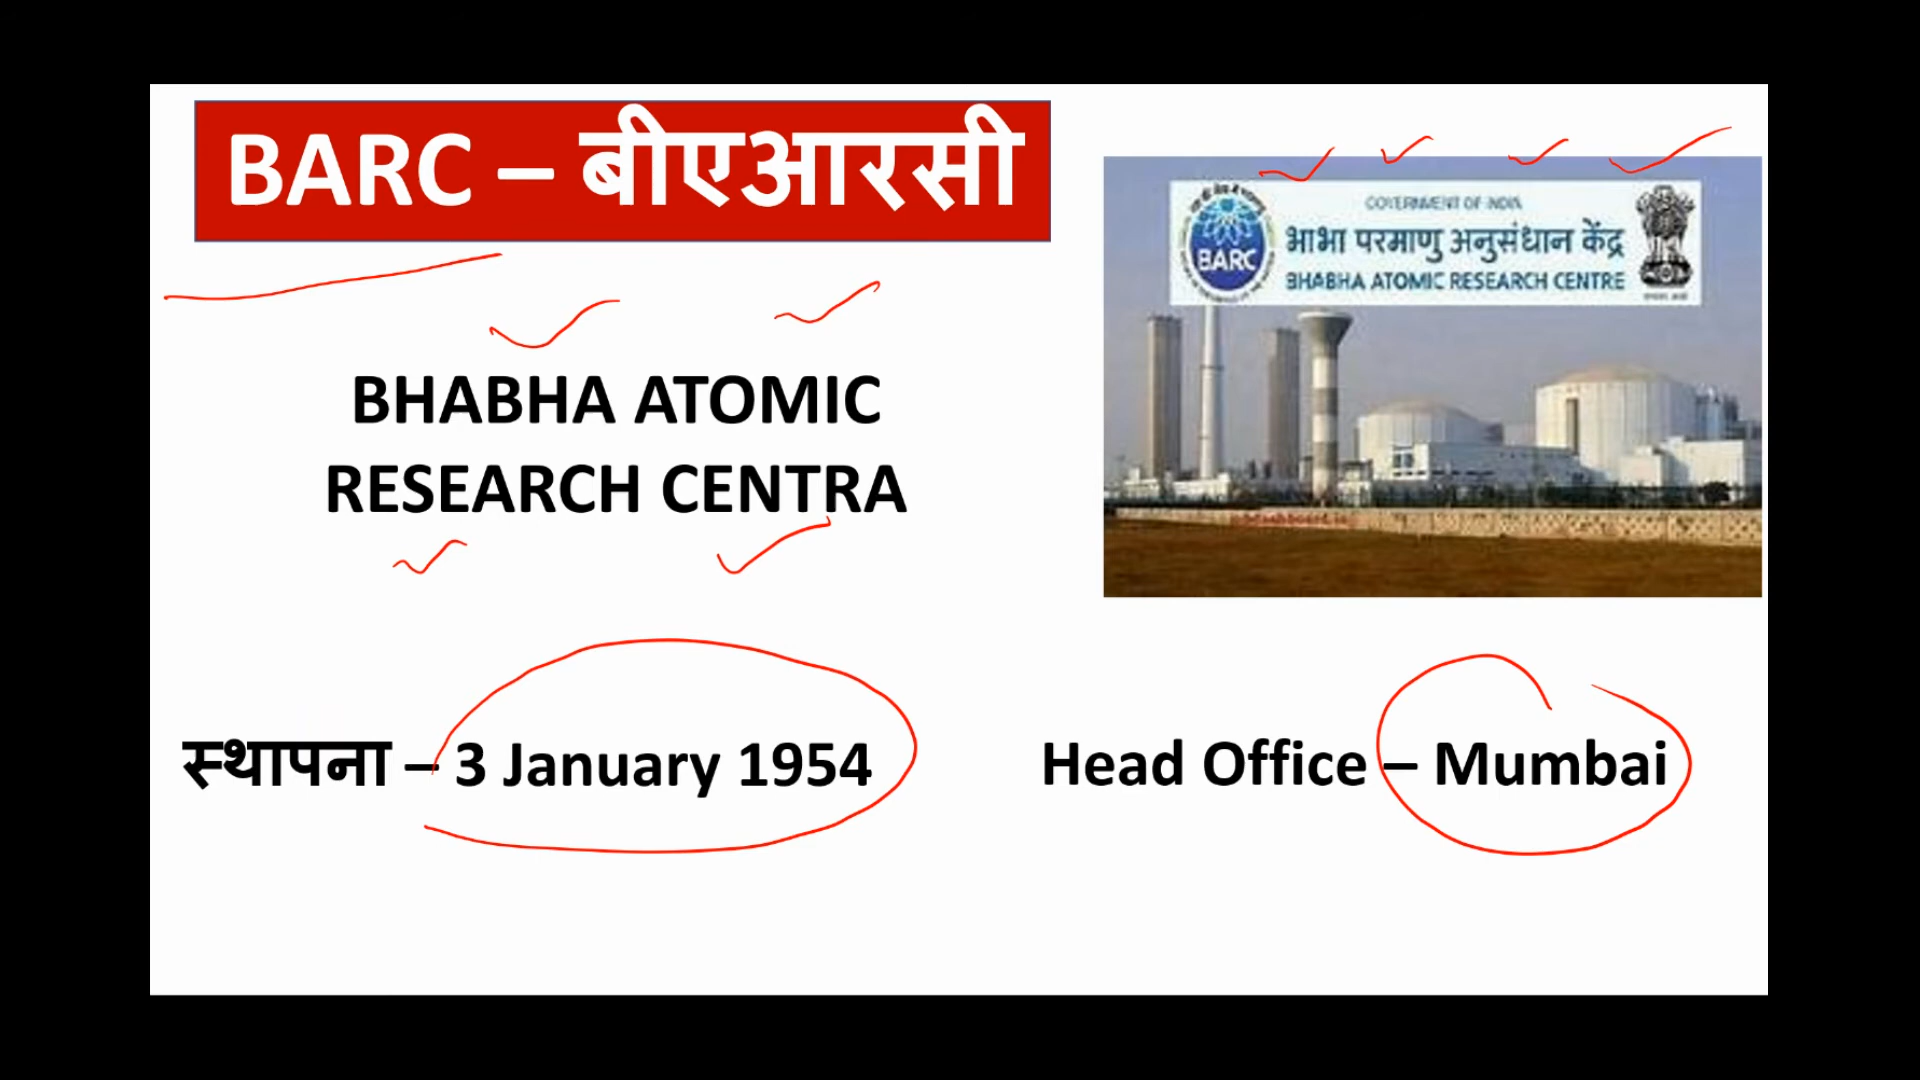 BARC – बीएआरसी
BHABHA ATOMIC
RESEARCH CENTRA
GOVERNMENT OF INDIA
भाभा परमाणु अनुसंधान केंद्र
BHABHA ATOMIC RESEARCH CENTRE
BARC
स्थापना – 3 January 1954
Head Office – Mumbai